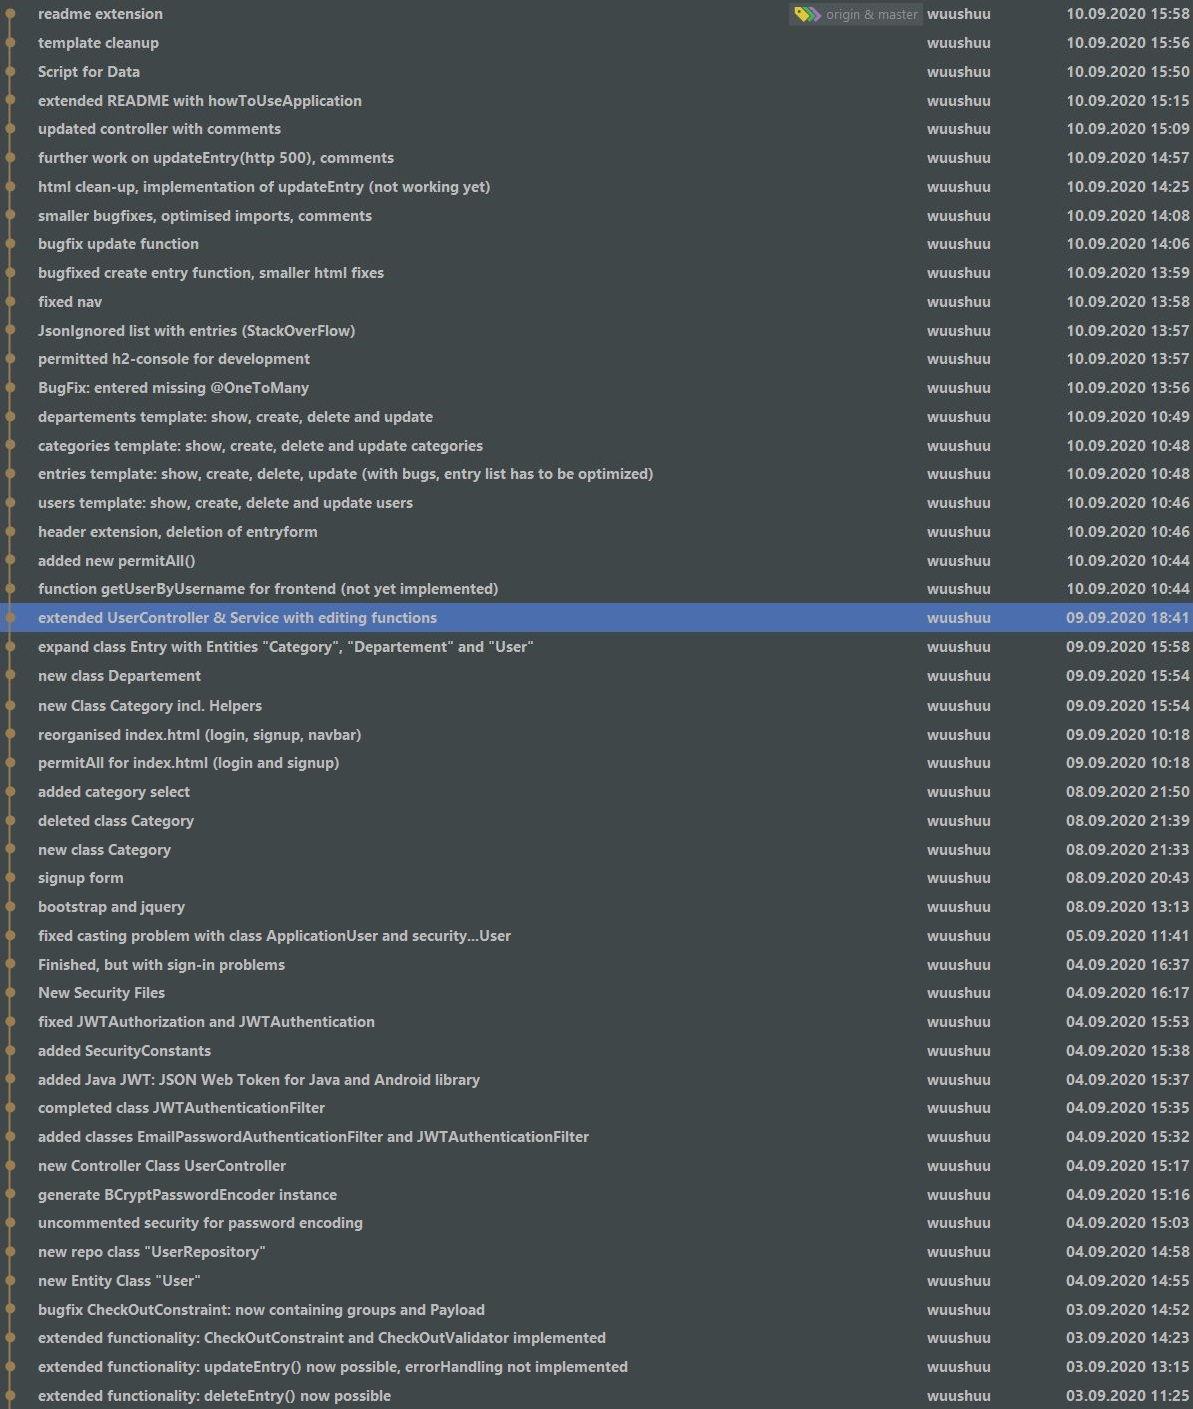 readme extension origin & master wuushuu 10.09.2020 15:58
template cleanup wuushuu 10.09.2020 15:56
Script for Data wuushuu 10.09.2020 15:50
extended README with howToUseApplication wuushuu 10.09.2020 15:15
updated controller with comments wuushuu 10.09.2020 15:09
further work on updateEntry(http 500), comments wuushuu 10.09.2020 14:57
html clean-up, implementation of updateEntry (not working yet) wuushuu 10.09.2020 14:25
smaller bugfixes, optimised imports, comments wuushuu 10.09.2020 14:08
bugfix update function wuushuu 10.09.2020 14:06
bugfixed create entry function, smaller html fixes wuushuu 10.09.2020 13:59
fixed nav wuushuu 10.09.2020 13:58
JsonIgnored list with entries (StackOverFlow) wuushuu 10.09.2020 13:57
permitted h2-console for development wuushuu 10.09.2020 13:57
BugFix: entered missing @OneToMany wuushuu 10.09.2020 13:56
departements template: show, create, delete and update wuushuu 10.09.2020 10:49
categories template: show, create, delete and update categories wuushuu 10.09.2020 10:48
entries template: show, create, delete, update (with bugs, entry list has to be optimized) wuushuu 10.09.2020 10:48
users template: show, create, delete and update users wuushuu 10.09.2020 10:46
header extension, deletion of entryform wuushuu 10.09.2020 10:46
added new permitAll() wuushuu 10.09.2020 10:44
function getUserByUsername for frontend (not yet implemented) wuushuu 10.09.2020 10:44
extended UserController & Service with editing functions wuushuu 09.09.2020 18:41
expand class Entry with Entities "Category", "Departement" and "User" wuushuu 09.09.2020 15:58
new class Departement wuushuu 09.09.2020 15:54
new Class Category incl. Helpers wuushuu 09.09.2020 15:54
reorganised index.html (login, signup, navbar) wuushuu 09.09.2020 10:18
permitAll for index.html (login and signup) wuushuu 09.09.2020 10:18
added category select wuushuu 08.09.2020 21:50
deleted class Category wuushuu 08.09.2020 21:39
new class Category wuushuu 08.09.2020 21:33
signup form wuushuu 08.09.2020 20:43
bootstrap and jquery wuushuu 08.09.2020 13:13
fixed casting problem with class ApplicationUser and security...User wuushuu 05.09.2020 11:41
Finished, but with sign-in problems wuushuu 04.09.2020 16:37
New Security Files wuushuu 04.09.2020 16:17
fixed JWTAuthorization and JWTAuthentication wuushuu 04.09.2020 15:53
added SecurityConstants wuushuu 04.09.2020 15:38
added Java JWT: JSON Web Token for Java and Android library wuushuu 04.09.2020 15:37
completed class JWTAuthenticationFilter wuushuu 04.09.2020 15:35
added classes EmailPasswordAuthenticationFilter and JWTAuthenticationFilter wuushuu 04.09.2020 15:32
new Controller Class UserController wuushuu 04.09.2020 15:17
generate BCryptPasswordEncoder instance wuushuu 04.09.2020 15:16
uncommented security for password encoding wuushuu 04.09.2020 15:03
new repo class "UserRepository" wuushuu 04.09.2020 14:58
new Entity Class "User" wuushuu 04.09.2020 14:55
bugfix CheckOutConstraint: now containing groups and Payload wuushuu 03.09.2020 14:52
extended functionality: CheckOutConstraint and CheckOutValidator implemented wuushuu 03.09.2020 14:23
extended functionality: updateEntry() now possible, errorHandling not implemented wuushuu 03.09.2020 13:15
extended functionality: deleteEntry() now possible wuushuu 03.09.2020 11:25